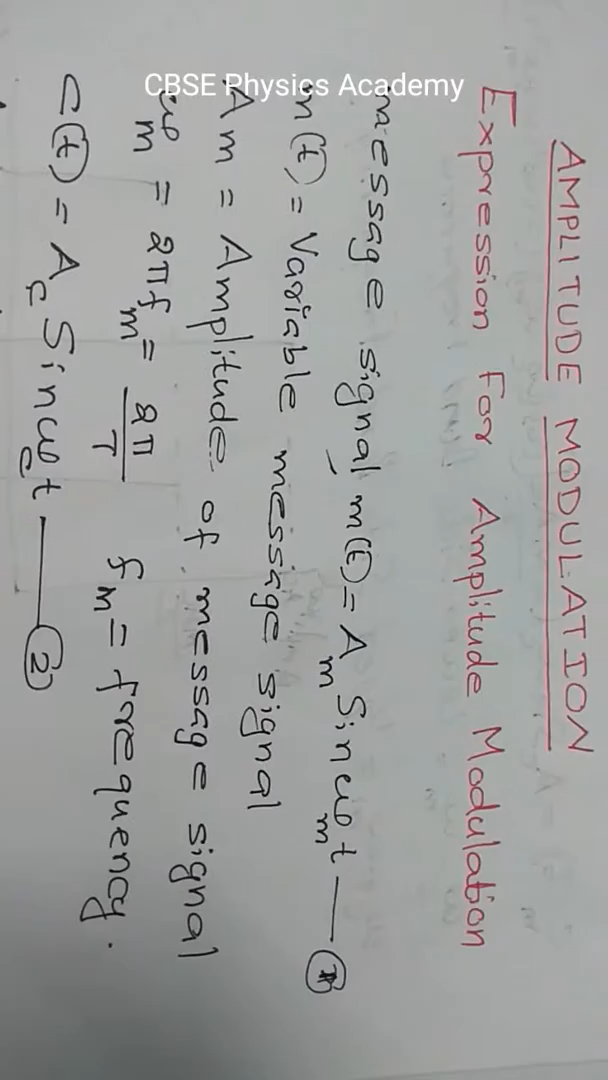 CBSE Physics Academy
AMPLITUDE MODULATION
Expression For Amplitude Modulation
message signal m(t) = Am Sin ωmt — (1)
m(t) = Variable message signal
Am = Amplitude of message signal
ωm = 2πfm = 2π/T fm = frequency.
C(t) = Ac Sin ωct — (2)